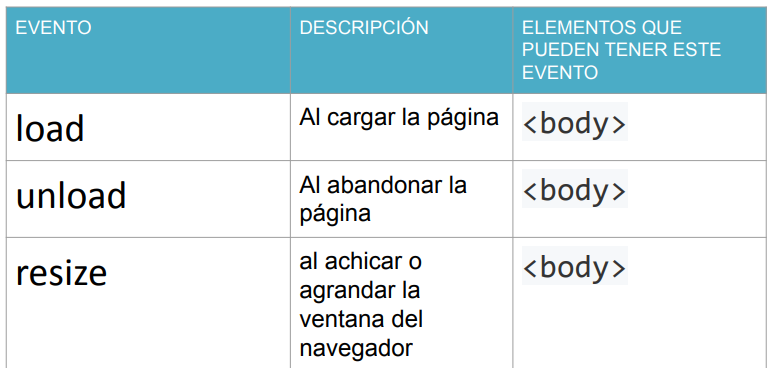 EVENTO
DESCRIPCIÓN
ELEMENTOS QUE
PUEDEN TENER ESTE
EVENTO
load
Al cargar la página
<body>
unload
Al abandonar la
página
<body>
resize
al achicar o
agrandar la
ventana del
navegador
<body>